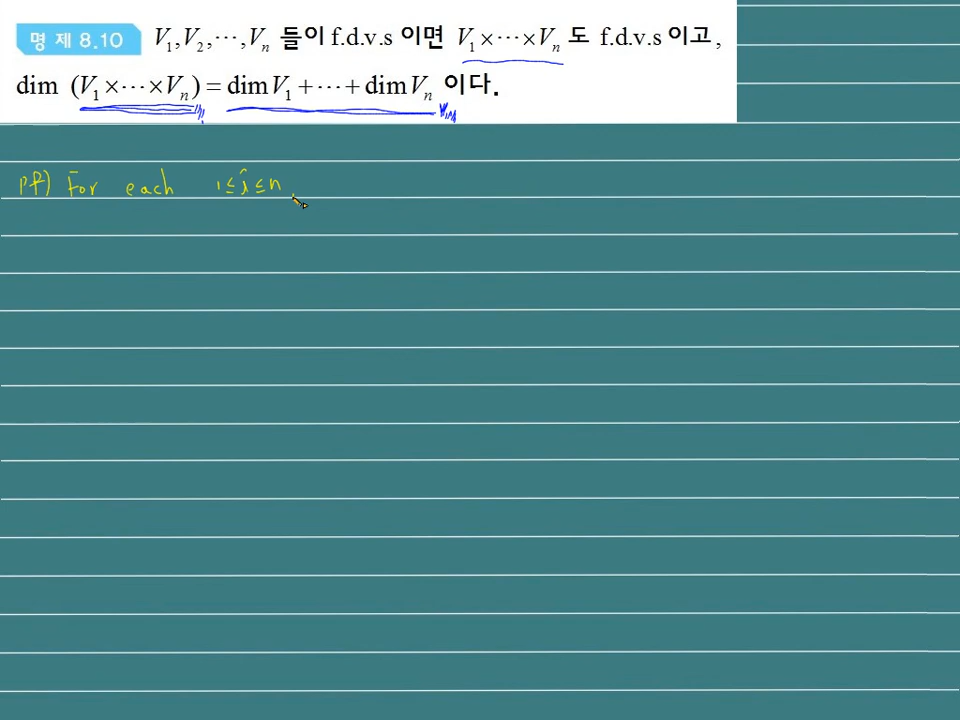 명 제 8.10 V₁,V₂,⋯,Vₙ 들이 f.d.v.s 이면 V₁×⋯×Vₙ 도 f.d.v.s 이고,
dim (V₁×⋯×Vₙ) = dim V₁ +⋯+ dim Vₙ 이다.
pf) For each 1≤i≤n